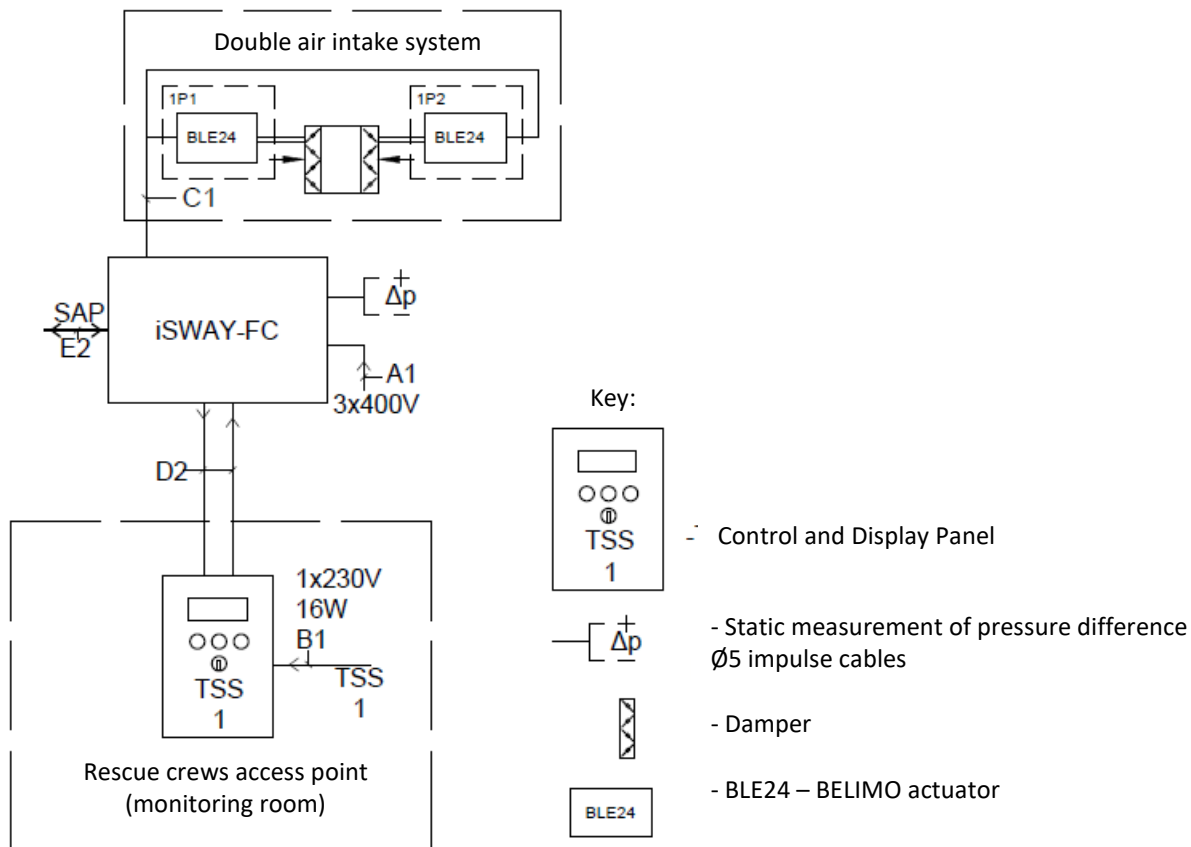 Double air intake system
1P1
1P2
BLE24
BLE24
C1
SAP
E2
iSWAY-FC
+
Δp
A1
3x400V
D2
1x230V
16W
B1
TSS
1
TSS
1
Rescue crews access point
(monitoring room)
Key:
TSS
1
- Control and Display Panel
+
Δp
- Static measurement of pressure difference
Ø5 impulse cables
- Damper
BLE24
- BLE24 – BELIMO actuator